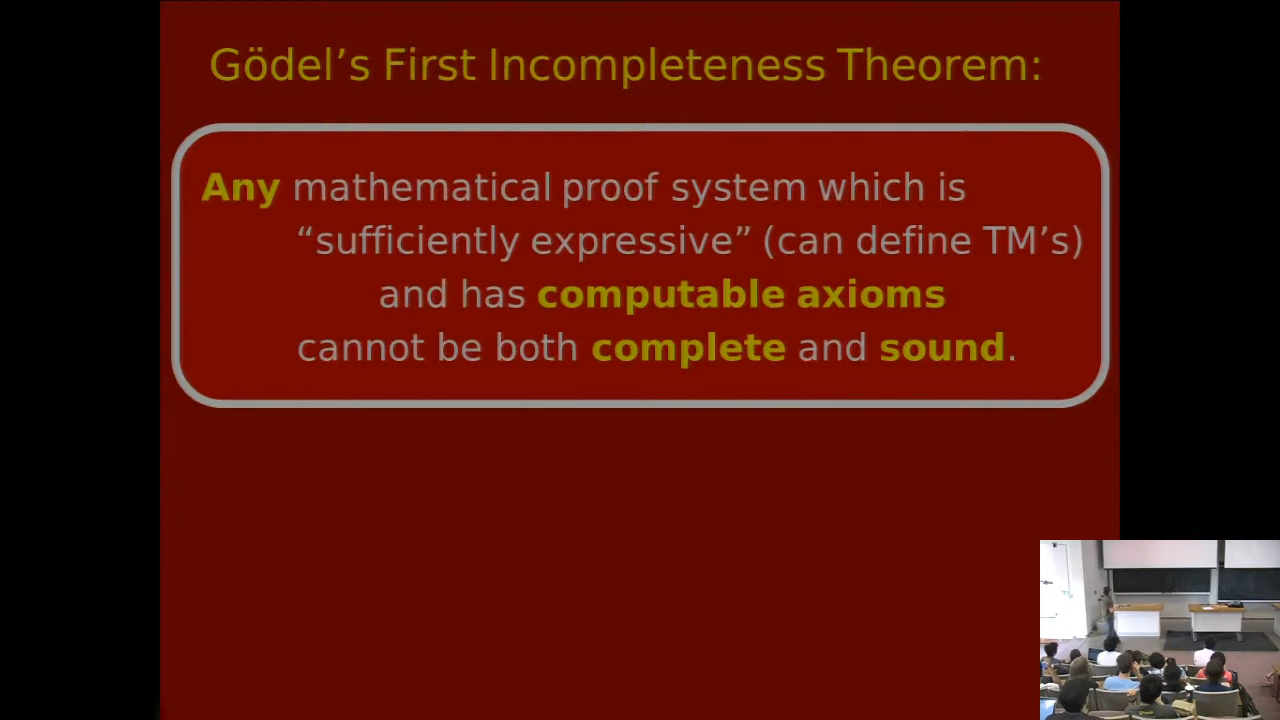 Gödel’s First Incompleteness Theorem:
Any mathematical proof system which is
“sufficiently expressive” (can define TM’s)
and has computable axioms
cannot be both complete and sound.